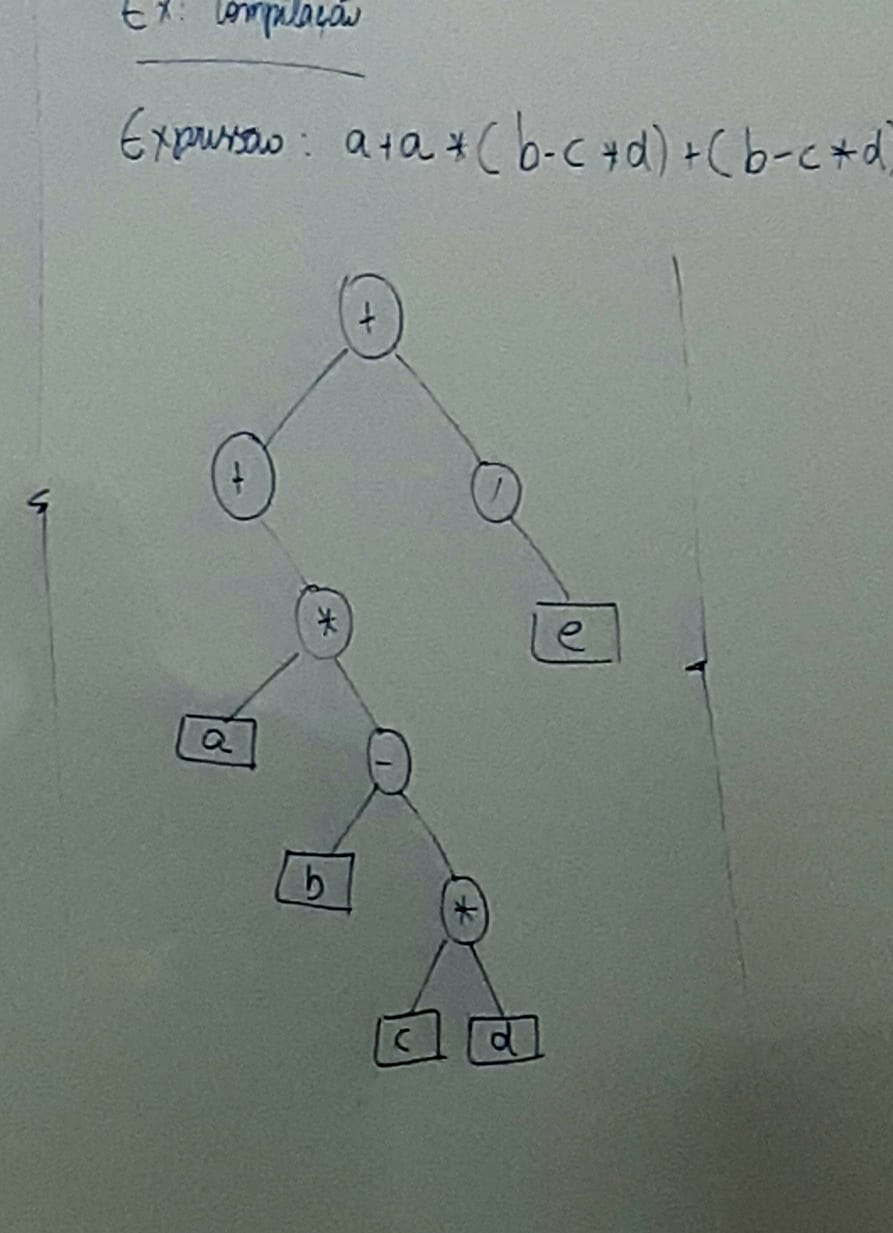 Ex: Compilação
Expressão: a+a*(b-c*d)+(b-c*d)
+
+
/
*
e
a
-
b
*
c d